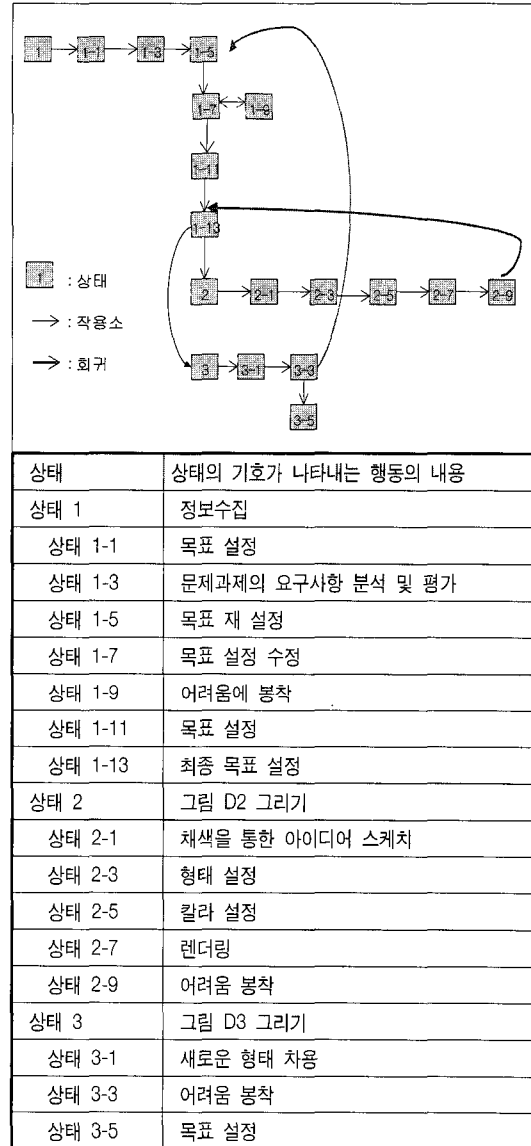 1 1-1 1-3 1-5
1-7 1-9
1-11
1-13
1 : 상태
2 2-1 2-3 2-5 2-7 2-9
: 작용소
3 3-1 3-3
: 회귀
3-5
상태 상태의 기호가 나타내는 행동의 내용
상태 1 정보수집
상태 1-1 목표 설정
상태 1-3 문제과제의 요구사항 분석 및 평가
상태 1-5 목표 재 설정
상태 1-7 목표 설정 수정
상태 1-9 어려움에 봉착
상태 1-11 목표 설정
상태 1-13 최종 목표 설정
상태 2 그림 D2 그리기
상태 2-1 채색을 통한 아이디어 스케치
상태 2-3 형태 설정
상태 2-5 칼라 설정
상태 2-7 렌더링
상태 2-9 어려움 봉착
상태 3 그림 D3 그리기
상태 3-1 새로운 형태 차용
상태 3-3 어려움 봉착
상태 3-5 목표 설정